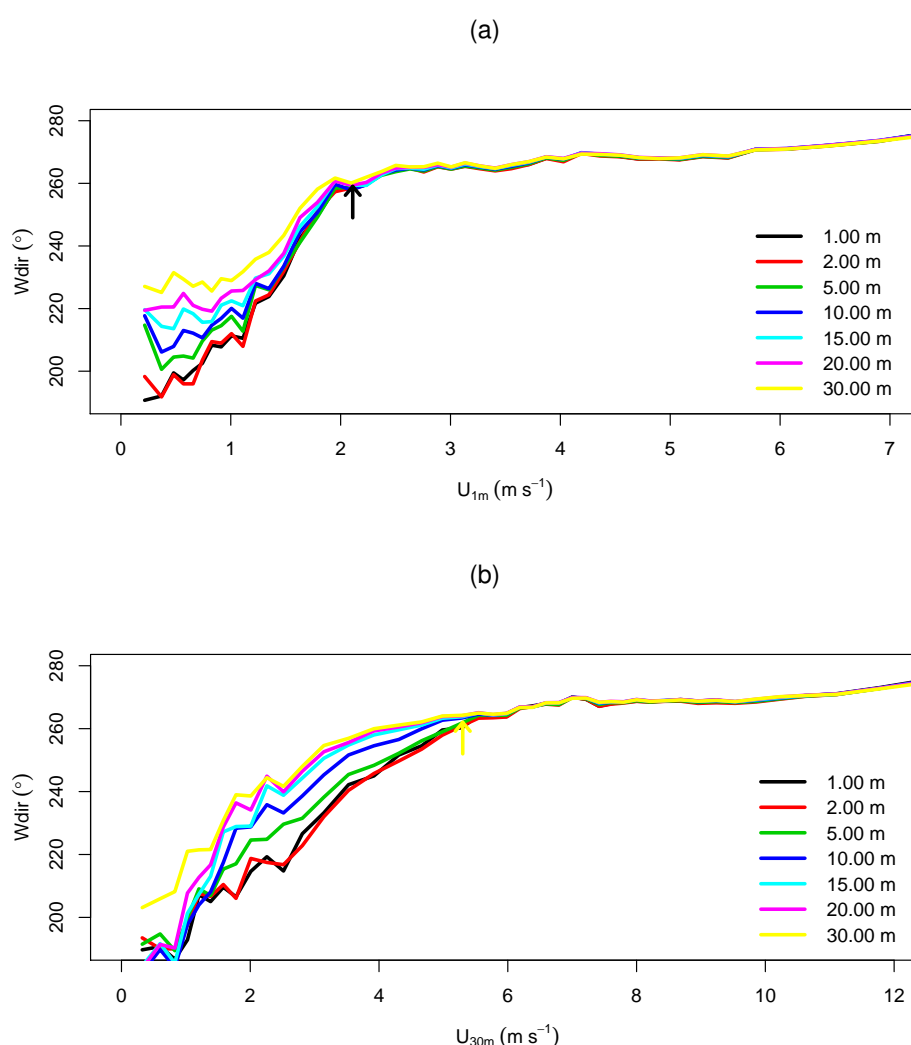 (a)
280
260
240
220
200
Wdir (°)
1.00 m
2.00 m
5.00 m
10.00 m
15.00 m
20.00 m
30.00 m
0 1 2 3 4 5 6 7
U1m (m s−1)
(b)
280
260
240
220
200
Wdir (°)
1.00 m
2.00 m
5.00 m
10.00 m
15.00 m
20.00 m
30.00 m
0 2 4 6 8 10 12
U30m (m s−1)